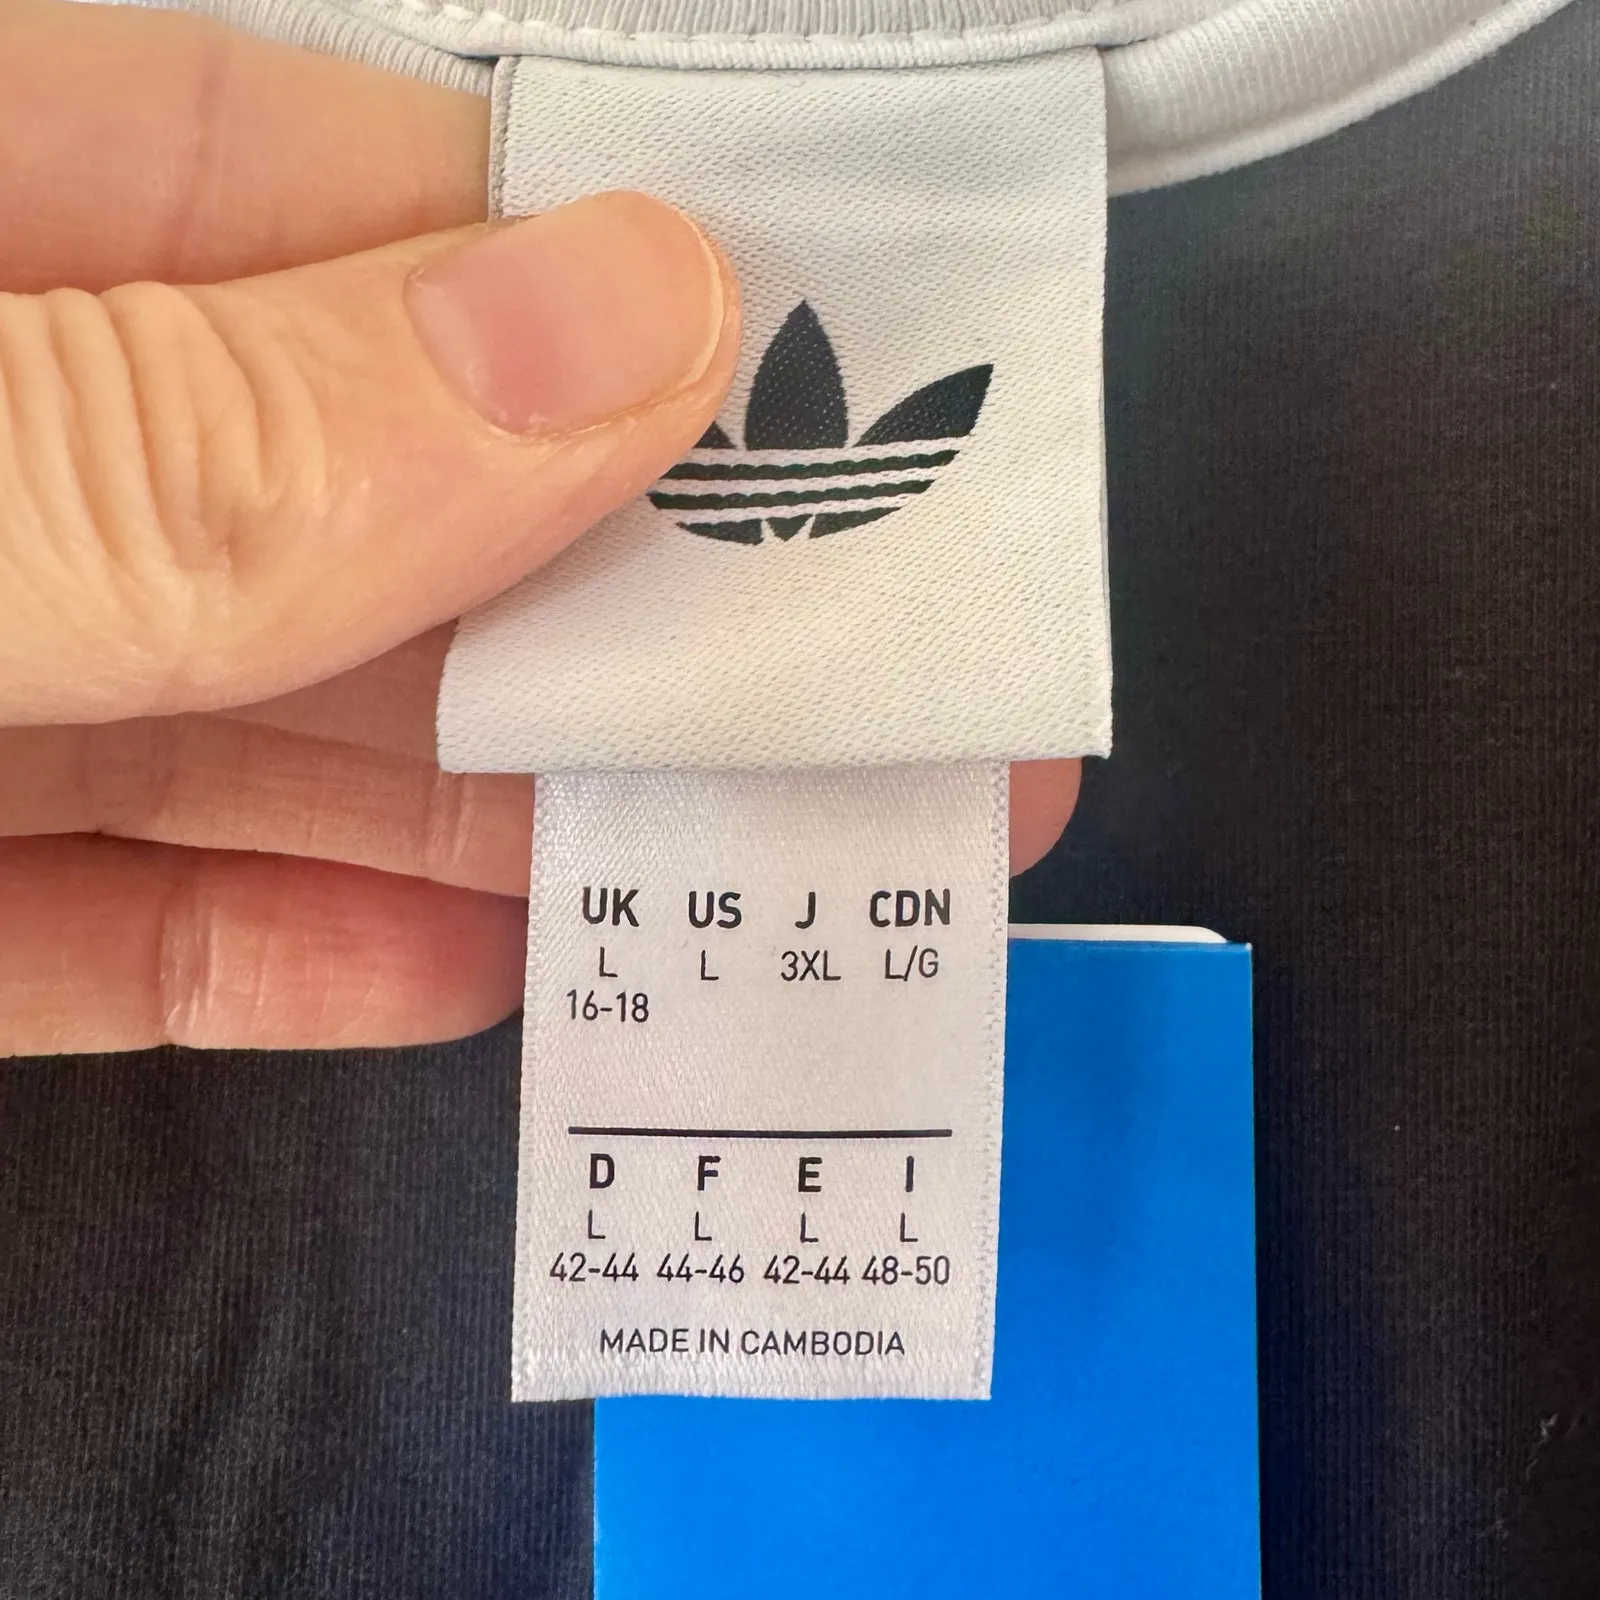 UK US J CDN
L L 3XL L/G
16-18
D F E I
L L L L
42-44 44-46 42-44 48-50
MADE IN CAMBODIA